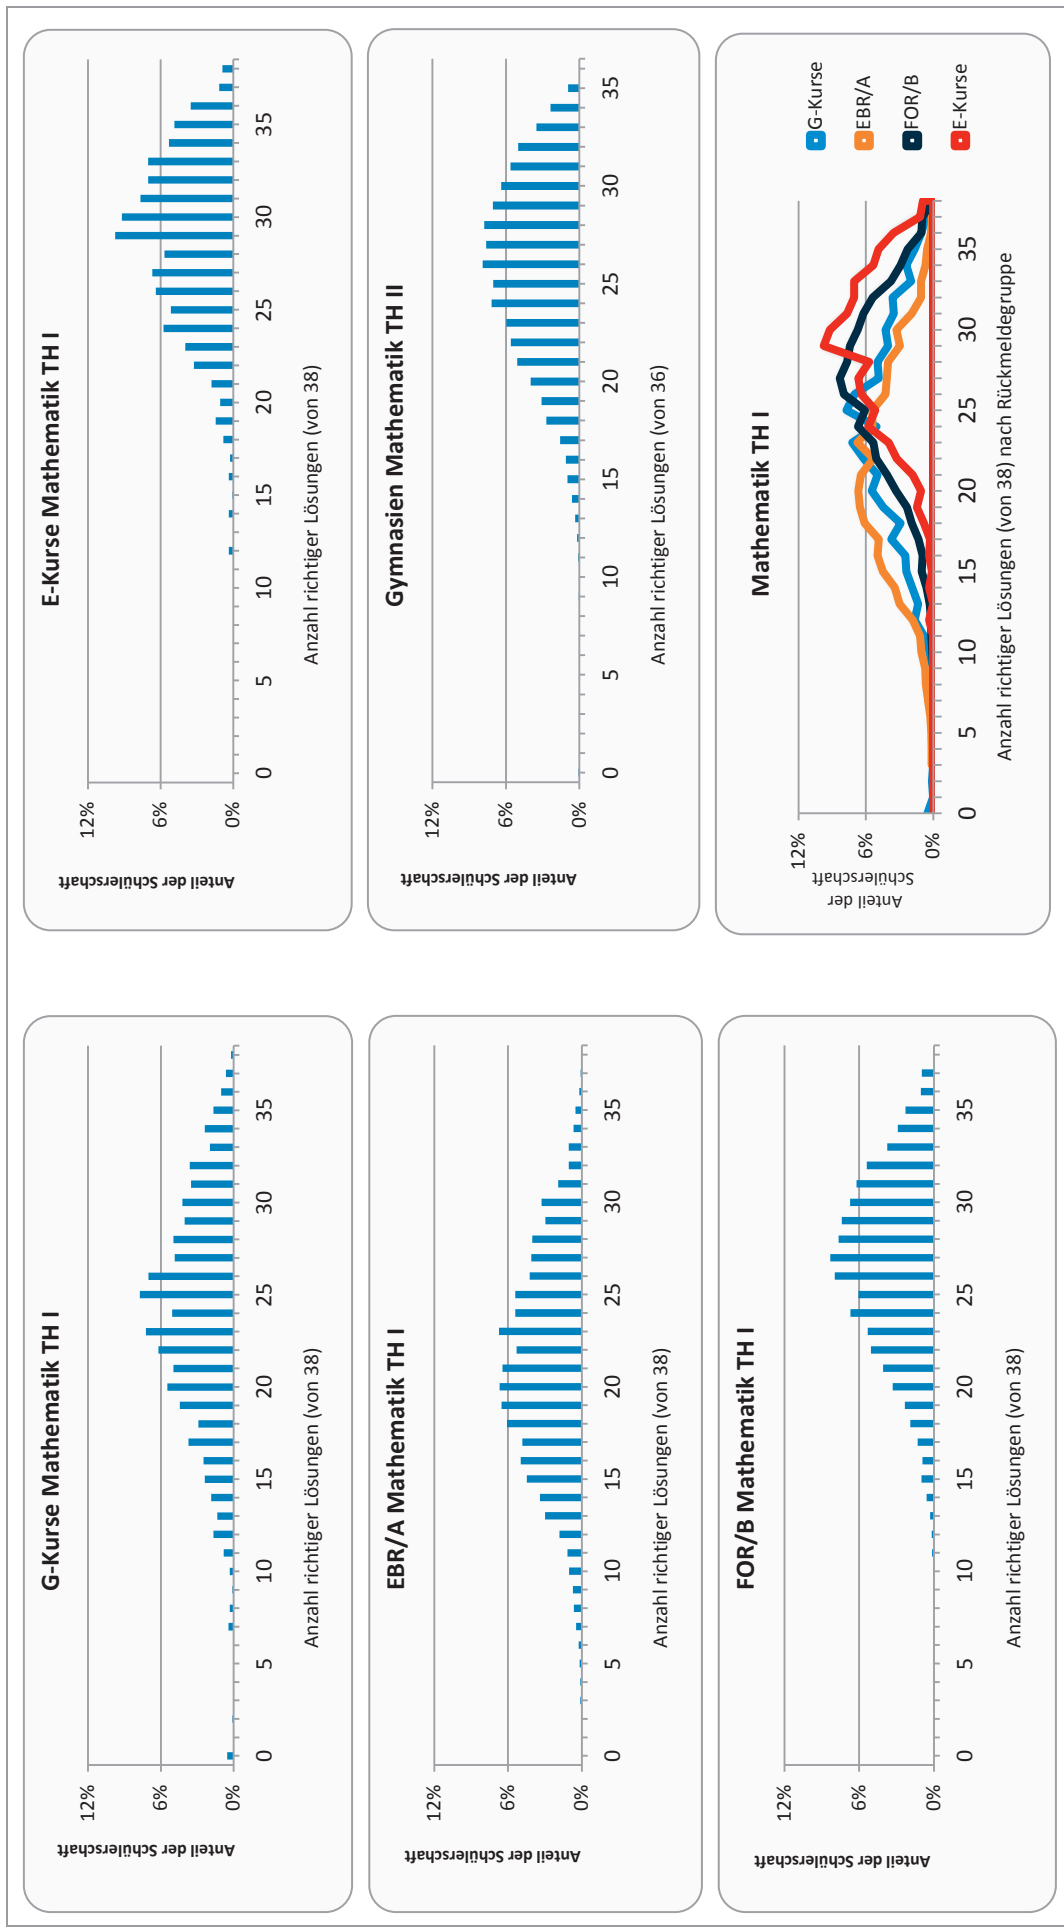 G-Kurse Mathematik TH I
Anteil der Schülerschaft
12%
6%
0%
0 5 10 15 20 25 30 35
Anzahl richtiger Lösungen (von 38)
E-Kurse Mathematik TH I
Anteil der Schülerschaft
12%
6%
0%
0 5 10 15 20 25 30 35
Anzahl richtiger Lösungen (von 38)
EBR/A Mathematik TH I
Anteil der Schülerschaft
12%
6%
0%
0 5 10 15 20 25 30 35
Anzahl richtiger Lösungen (von 38)
Gymnasien Mathematik TH II
Anteil der Schülerschaft
12%
6%
0%
0 5 10 15 20 25 30 35
Anzahl richtiger Lösungen (von 36)
FOR/B Mathematik TH I
Anteil der Schülerschaft
12%
6%
0%
0 5 10 15 20 25 30 35
Anzahl richtiger Lösungen (von 38)
Mathematik TH I
Anteil der
Schülerschaft
12%
6%
0%
0 5 10 15 20 25 30 35
Anzahl richtiger Lösungen (von 38) nach Rückmeldegruppe
G-Kurse
EBR/A
FOR/B
E-Kurse